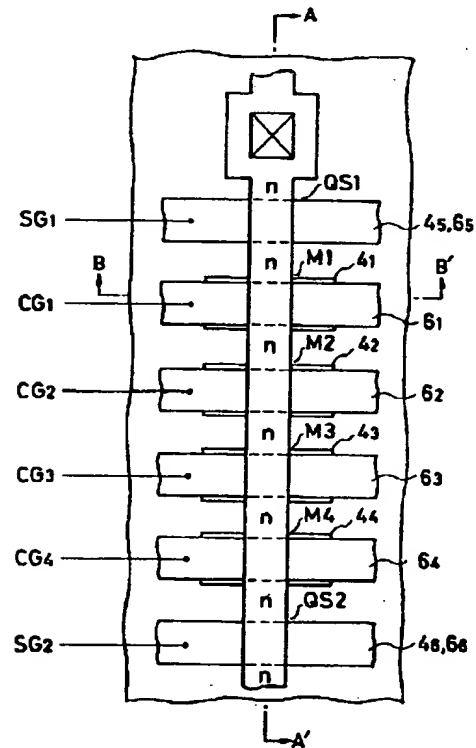 A
n QS1
SG1 45,65
n M1 41
B B'
CG1 61
n M2 42
CG2 62
n M3 43
CG3 63
n M4 44
CG4 64
n QS2
SG2 46,66
n
A'